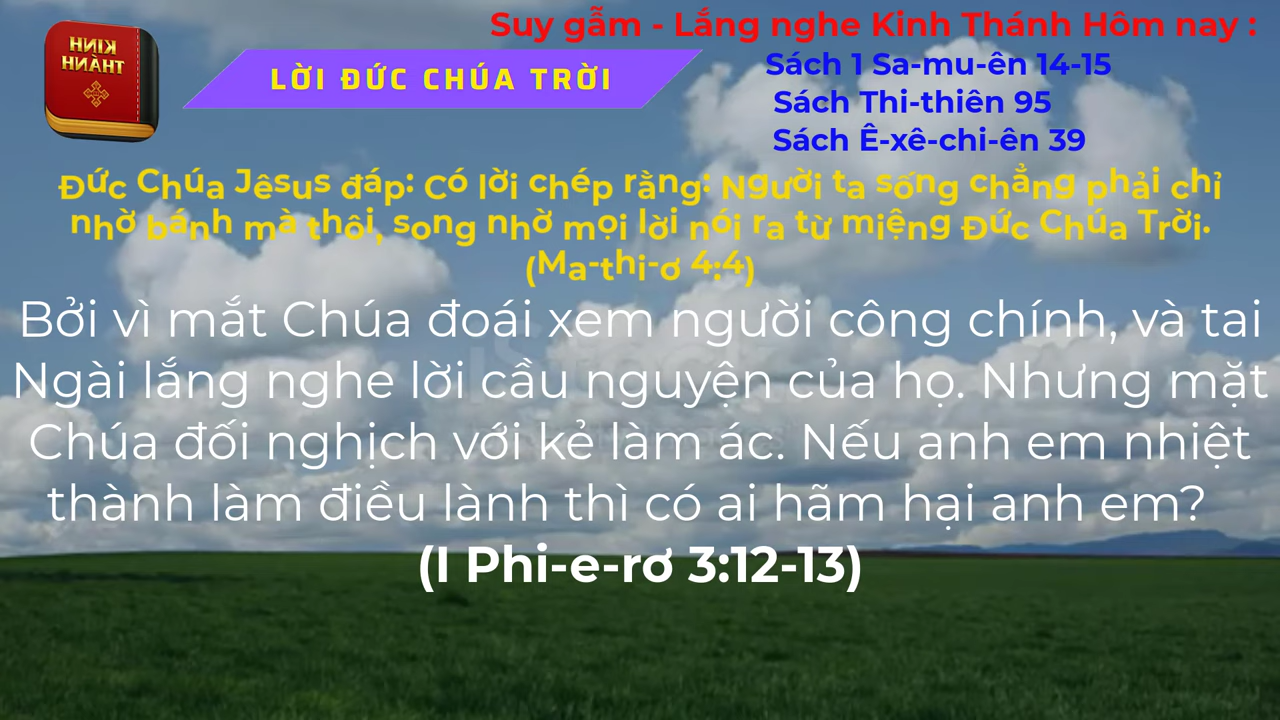 Suy gẫm - Lắng nghe Kinh Thánh Hôm nay :
KINH
THÁNH
LỜI ĐỨC CHÚA TRỜI
Sách 1 Sa-mu-ên 14-15
Sách Thi-thiên 95
Sách Ê-xê-chi-ên 39
Đức Chúa Jêsus đáp: Có lời chép rằng: Người ta sống chẳng phải chỉ
nhờ bánh mà thôi, song nhờ mọi lời nói ra từ miệng Đức Chúa Trời.
(Ma-thi-ơ 4:4)
Bởi vì mắt Chúa đoái xem người công chính, và tai
Ngài lắng nghe lời cầu nguyện của họ. Nhưng mặt
Chúa đối nghịch với kẻ làm ác. Nếu anh em nhiệt
thành làm điều lành thì có ai hãm hại anh em?
(I Phi-e-rơ 3:12-13)